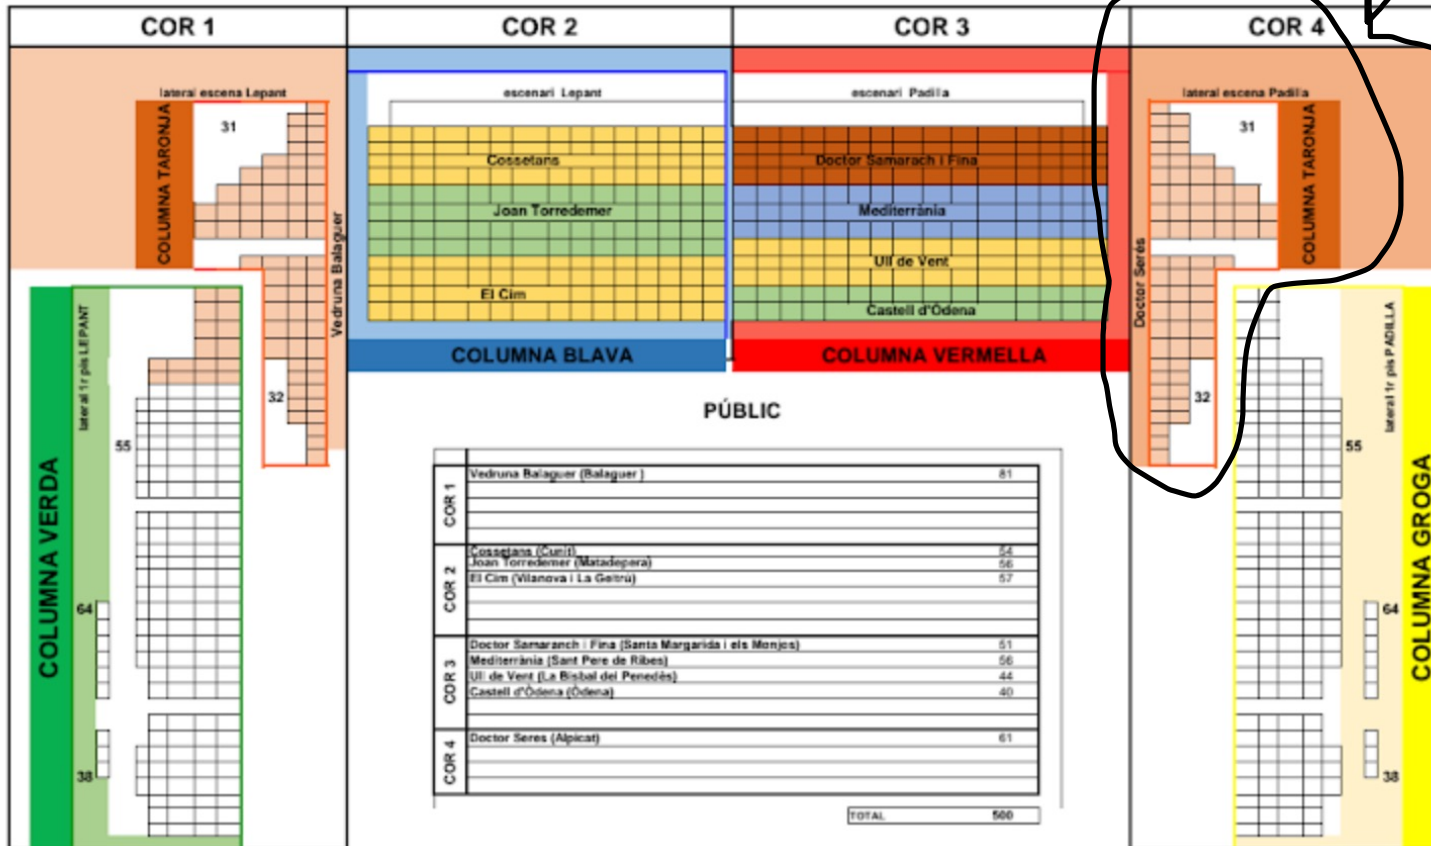 COR 1
COR 2
COR 3
COR 4
lateral escena Lepant
31
COLUMNA TARONJA
Vedruna Balaguer
32
escenari Lepant
Cossetans
Joan Torredemer
El Cim
COLUMNA BLAVA
escenari Padilla
Doctor Samarach i Fina
Mediterrània
Ull de Vent
Castell d'Òdena
COLUMNA VERMELLA
lateral escena Padilla
31
COLUMNA TARONJA
Doctor Serés
32
COLUMNA VERDA
lateral 1r pis LEPANT
55
64
38
PÚBLIC
COR 1
Vedruna Balaguer (Balaguer ) 81
COR 2
Cossetans (Cunit) 54
Joan Torredemer (Matadepera) 56
El Cim (Vilanova i La Geltrú) 57
COR 3
Doctor Samaranch i Fina (Santa Margarida i els Monjos) 51
Mediterrània (Sant Pere de Ribes) 56
Ull de Vent (La Bisbal del Penedès) 44
Castell d'Òdena (Òdena) 40
COR 4
Doctor Seres (Alpicat) 61
TOTAL 500
lateral 1r pis PADILLA
55
64
38
COLUMNA GROGA